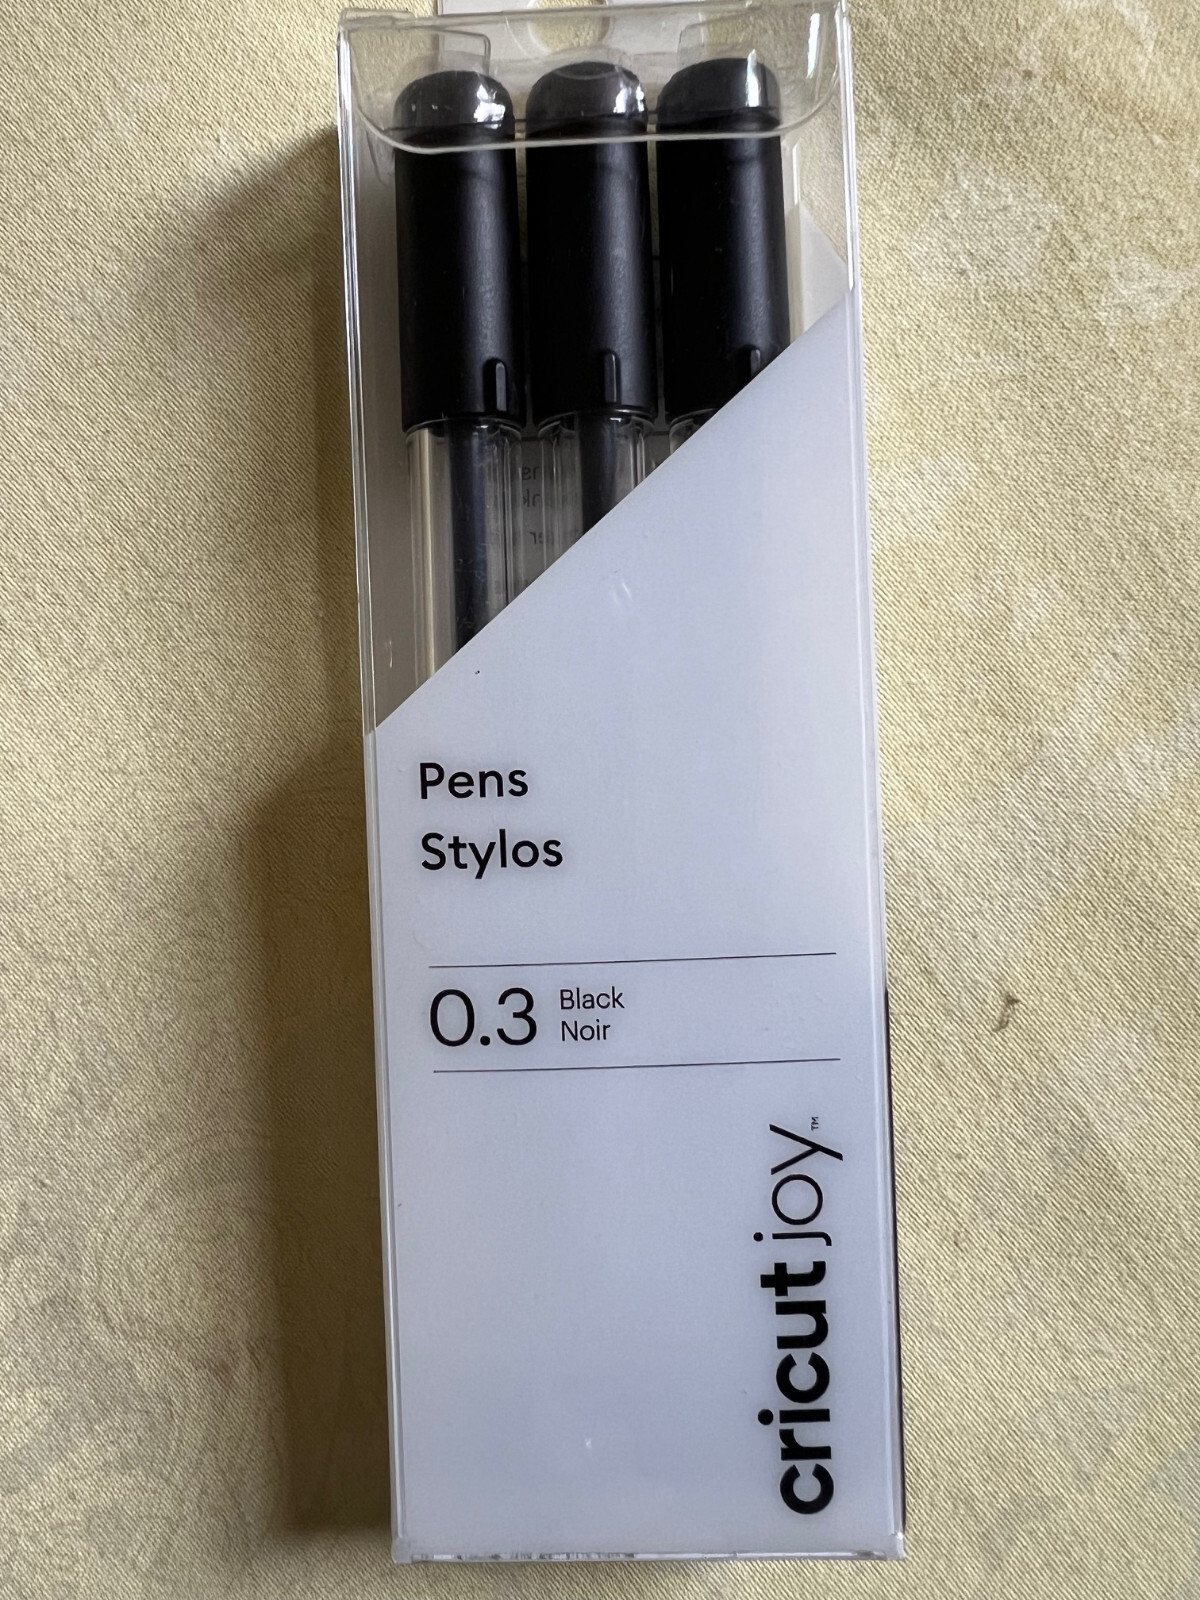 Pens
Stylos
0.3 Black
Noir
cricut joy™